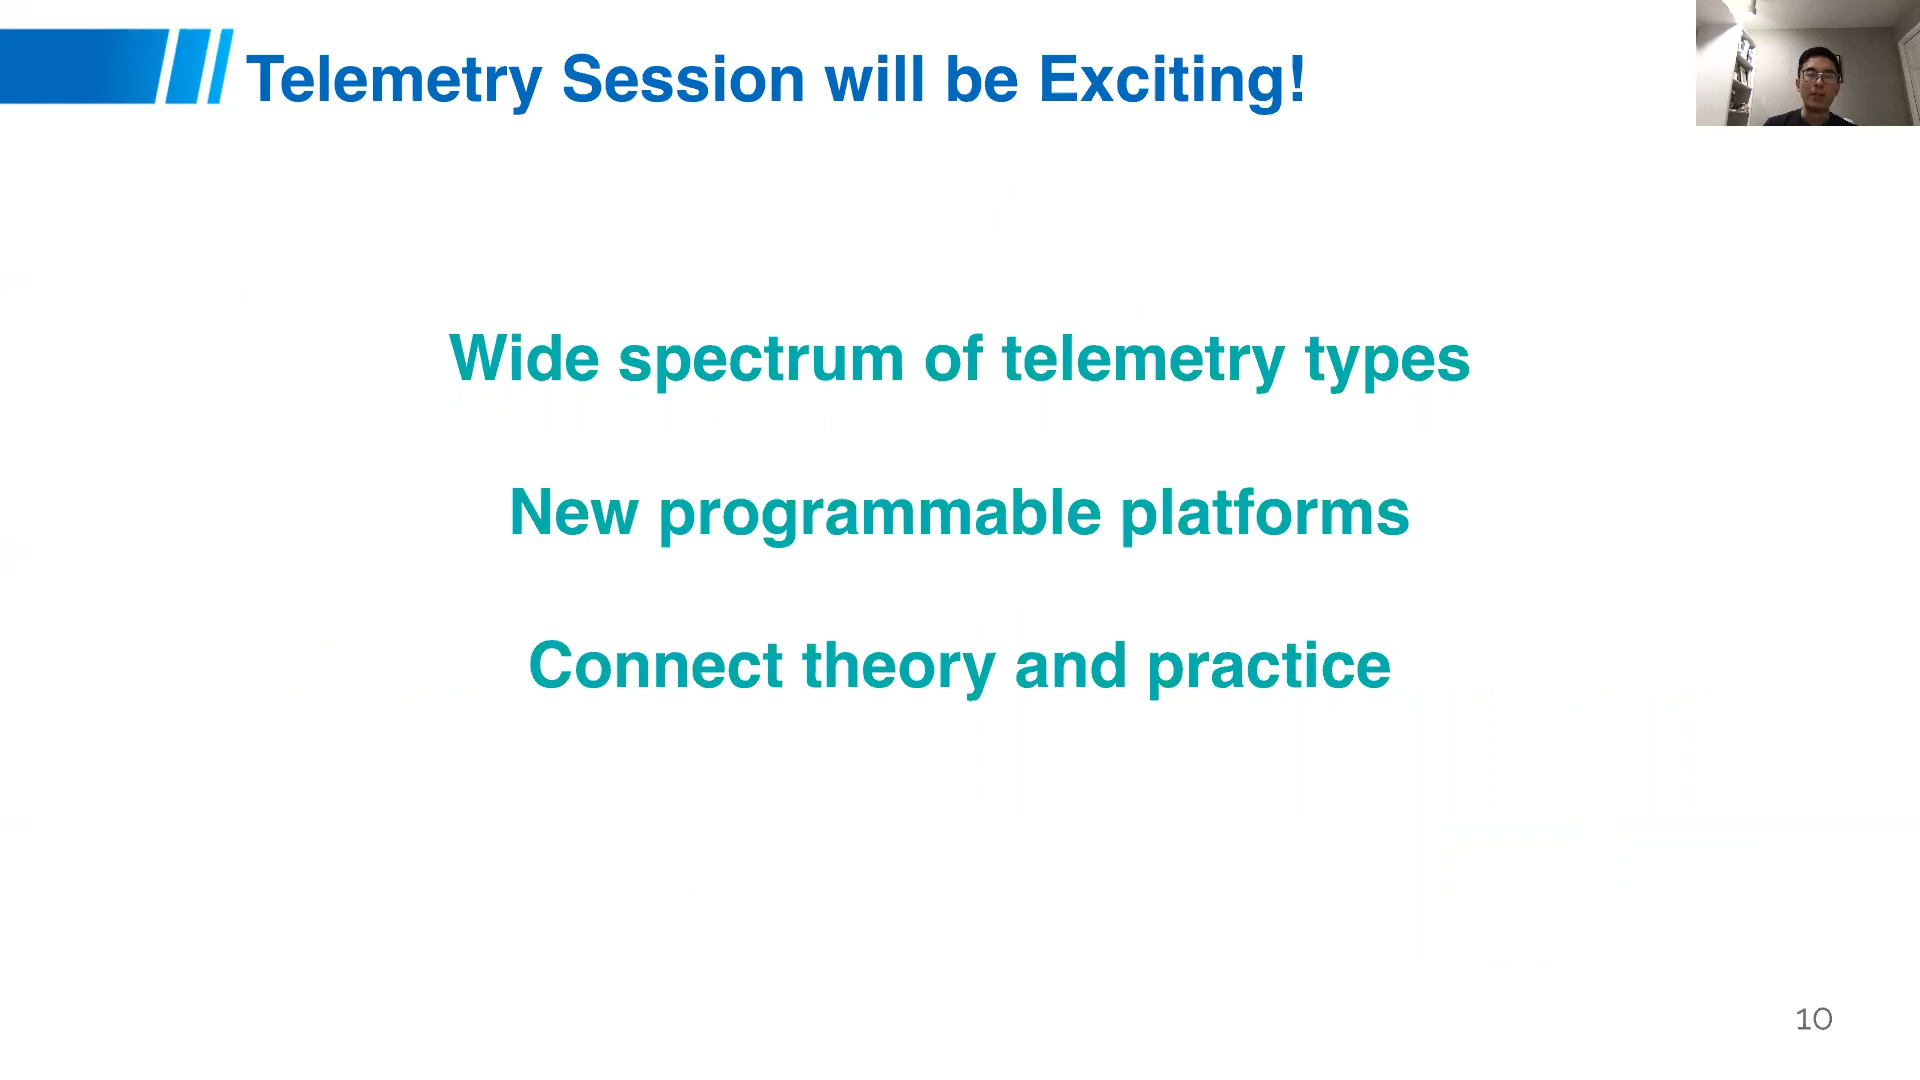 Telemetry Session will be Exciting!
Wide spectrum of telemetry types
New programmable platforms
Connect theory and practice
10